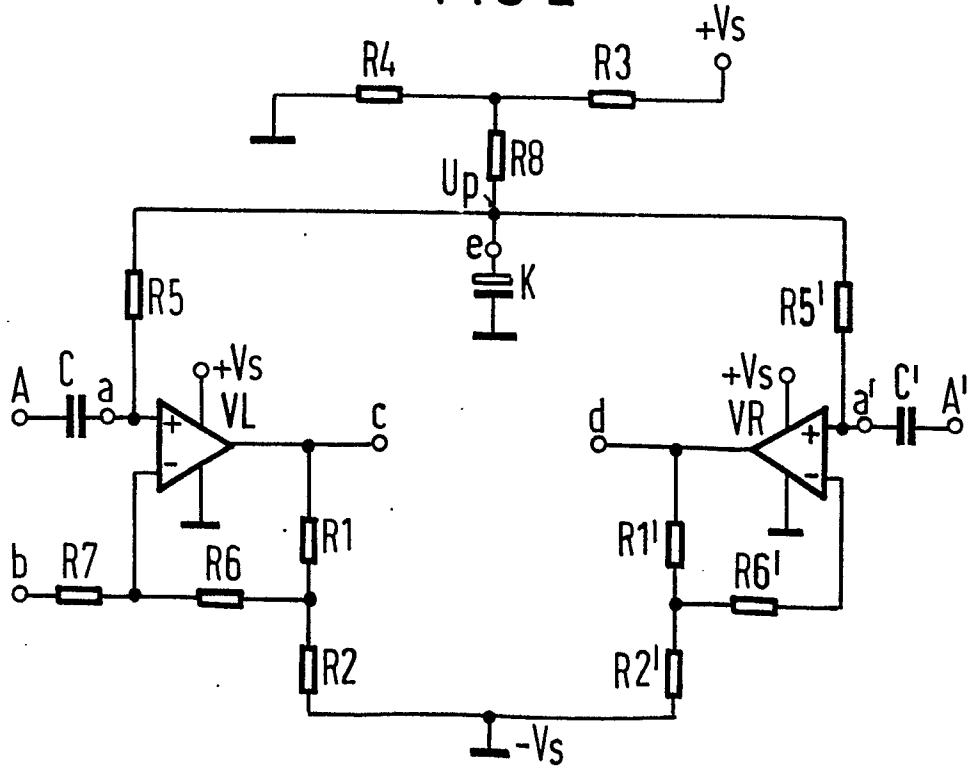 +Vs
R4
R3
R8
Up
e
K
R5
R5'
+Vs
+Vs
A
C
a
VL
c
d
VR
a'
C'
A'
+
-
+
-
b
R7
R6
R1
R1'
R6'
R2
R2'
-Vs